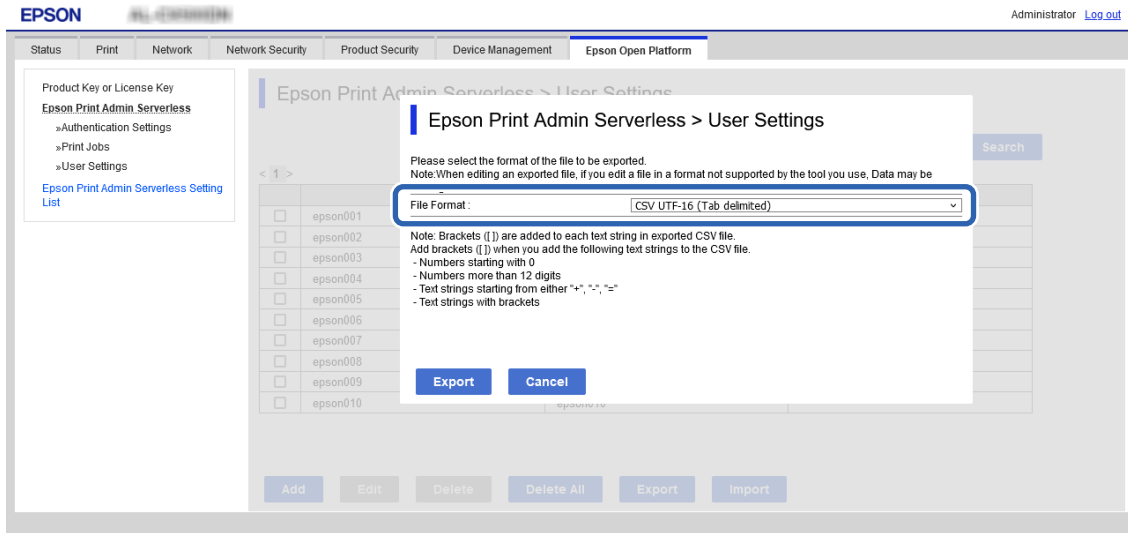 EPSON
Administrator Log out
Status Print Network Network Security Product Security Device Management Epson Open Platform
Product Key or License Key
Epson Print Admin Serverless
»Authentication Settings
»Print Jobs
»User Settings
Epson Print Admin Serverless Setting
List
Epson Print Admin Serverless > User Settings
Search
< 1 >
epson001
epson002
epson003
epson004
epson005
epson006
epson007
epson008
epson009
epson010 epson010
Epson Print Admin Serverless > User Settings
Please select the format of the file to be exported.
Note:When editing an exported file, if you edit a file in a format not supported by the tool you use, Data may be
File Format : CSV UTF-16 (Tab delimited)
Note: Brackets ([ ]) are added to each text string in exported CSV file.
Add brackets ([ ]) when you add the following text strings to the CSV file.
- Numbers starting with 0
- Numbers more than 12 digits
- Text strings starting from either "+", "-", "="
- Text strings with brackets
Export Cancel
Add Edit Delete Delete All Export Import